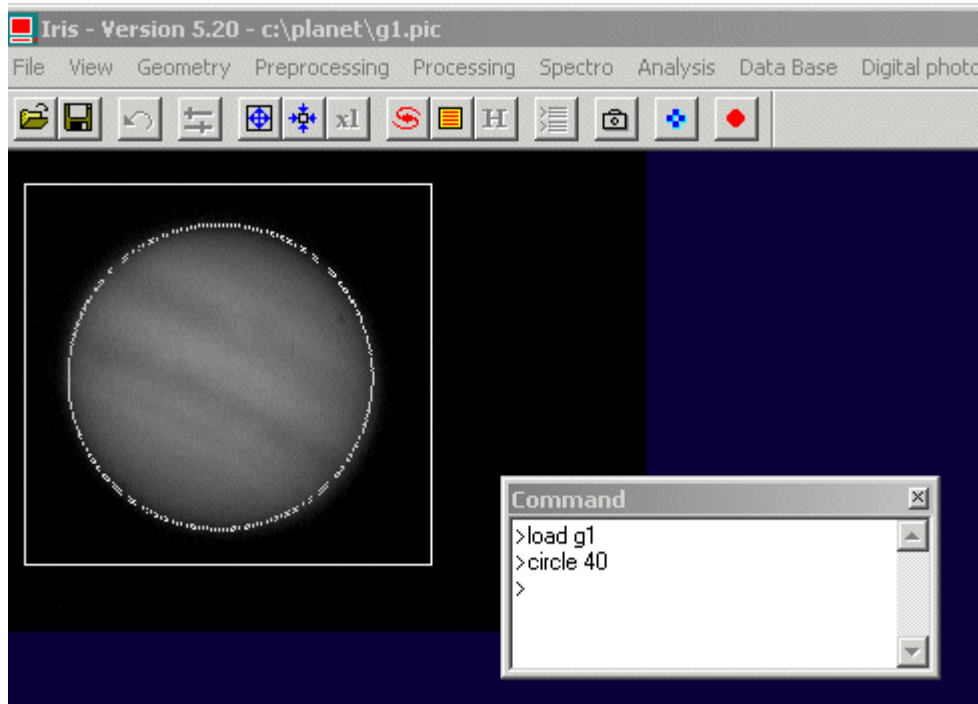 Iris - Version 5.20 - c:\planet\g1.pic
File View Geometry Preprocessing Processing Spectro Analysis Data Base Digital photo
x1 H
Command
>load g1
>circle 40
>